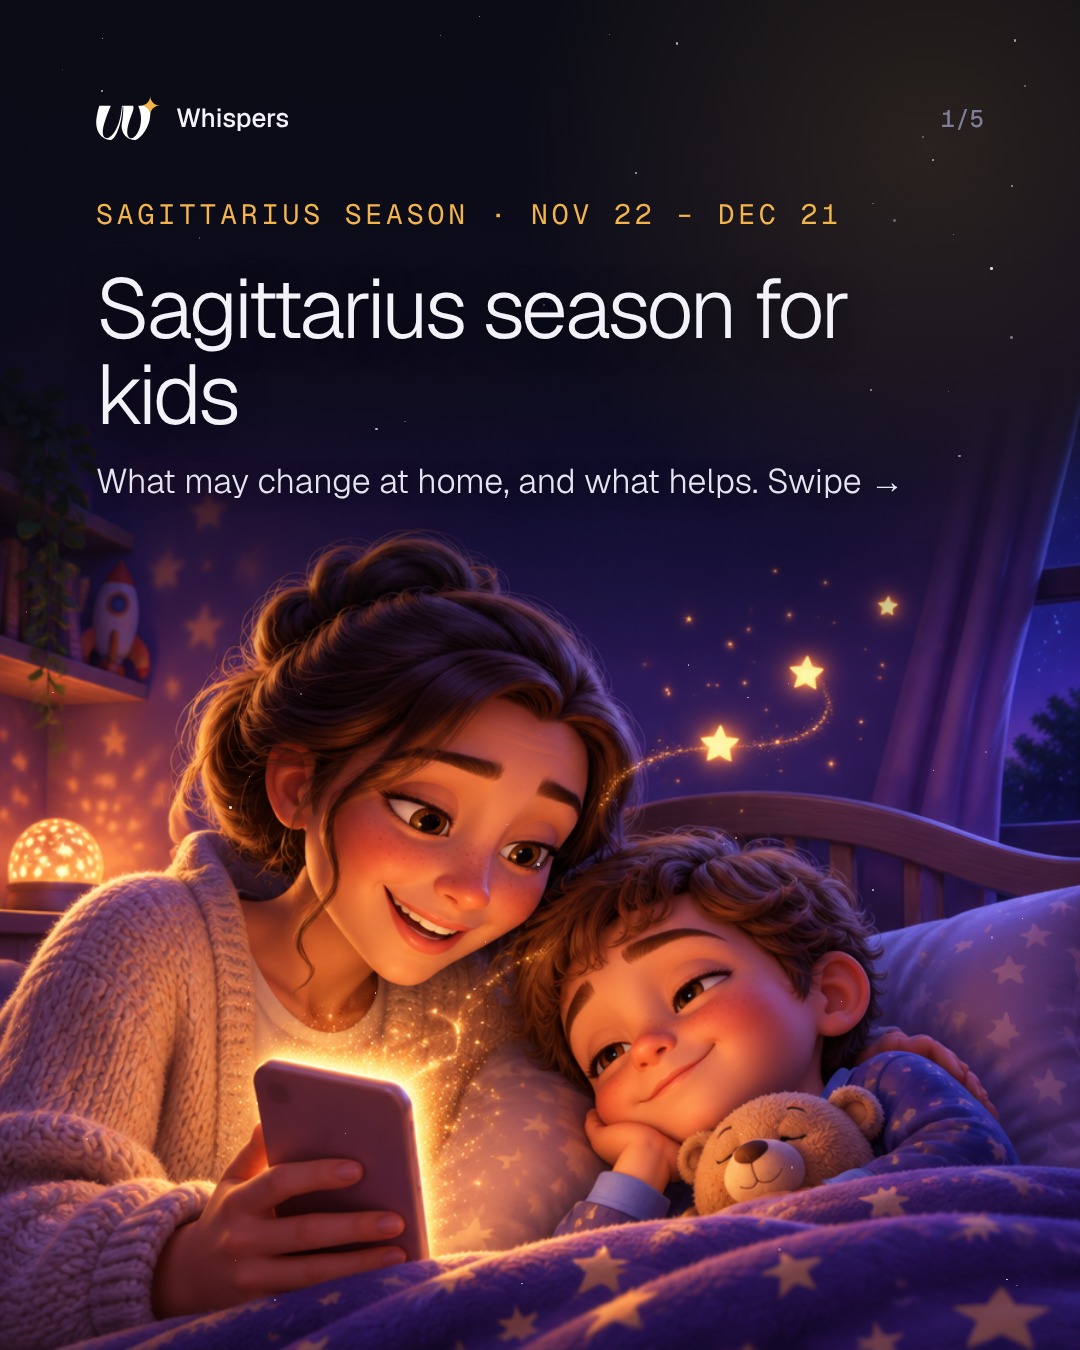 Whispers
1/5
SAGITTARIUS SEASON · NOV 22 – DEC 21
Sagittarius season for
kids
What may change at home, and what helps. Swipe →